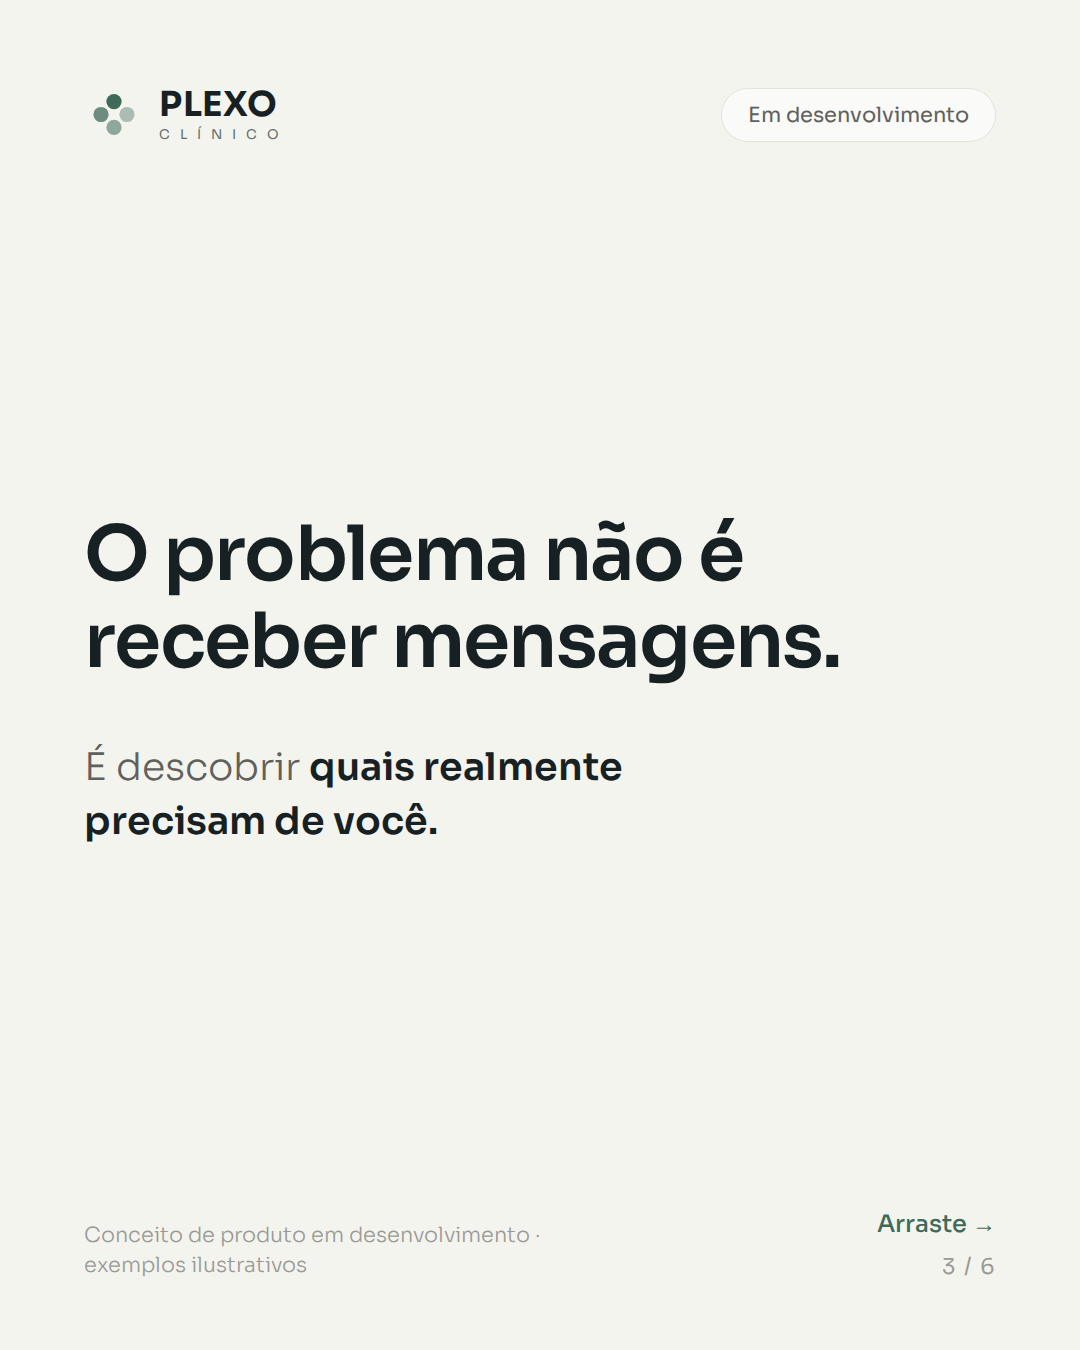 PLEXO
CLÍNICO
Em desenvolvimento
O problema não é
receber mensagens.
É descobrir quais realmente
precisam de você.
Conceito de produto em desenvolvimento ·
exemplos ilustrativos
Arraste →
3 / 6